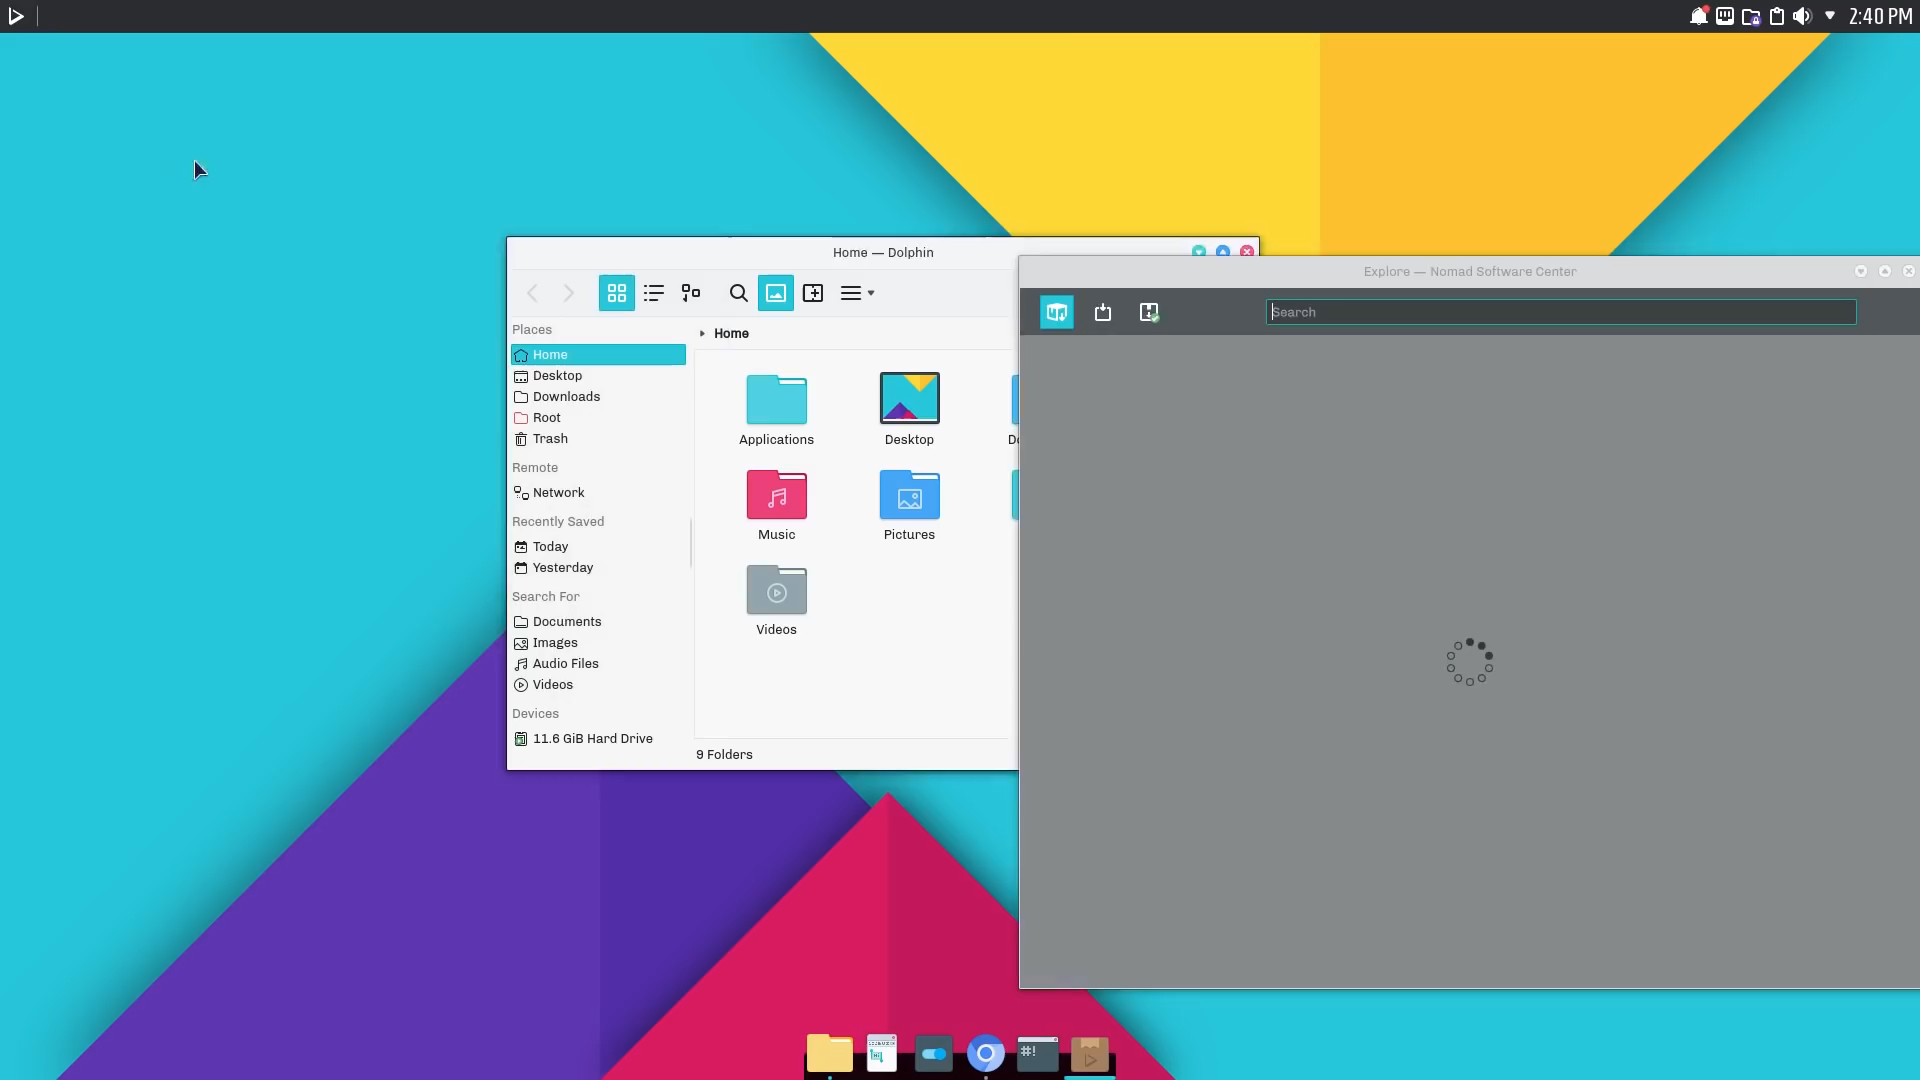 2:40 PM
Home — Dolphin
Explore — Nomad Software Center
Search
Places
Home
Desktop
Downloads
Root
Trash
Remote
Network
Recently Saved
Today
Yesterday
Search For
Documents
Images
Audio Files
Videos
Devices
11.6 GiB Hard Drive
Home
Applications
Desktop
Do
Music
Pictures
Videos
9 Folders
#!